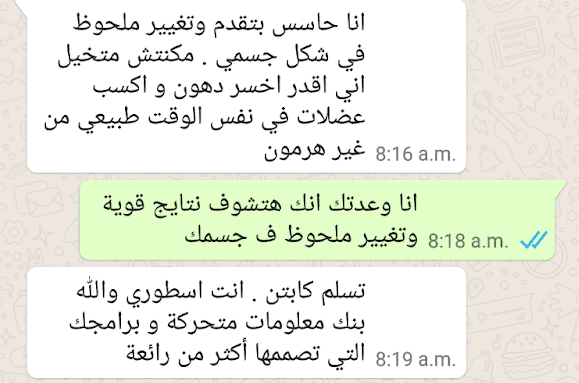 انا حاسس بتقدم وتغيير ملحوظ
في شكل جسمي . مكنتش متخيل
اني اقدر اخسر دهون و اكسب
عضلات في نفس الوقت طبيعي من
غير هرمون
8:16 a.m.
انا وعدتك انك هتشوف نتايج قوية
وتغيير ملحوظ ف جسمك
8:18 a.m.
تسلم كابتن . انت اسطوري والله
بنك معلومات متحركة و برامجك
التي تصممها أكثر من رائعة
8:19 a.m.